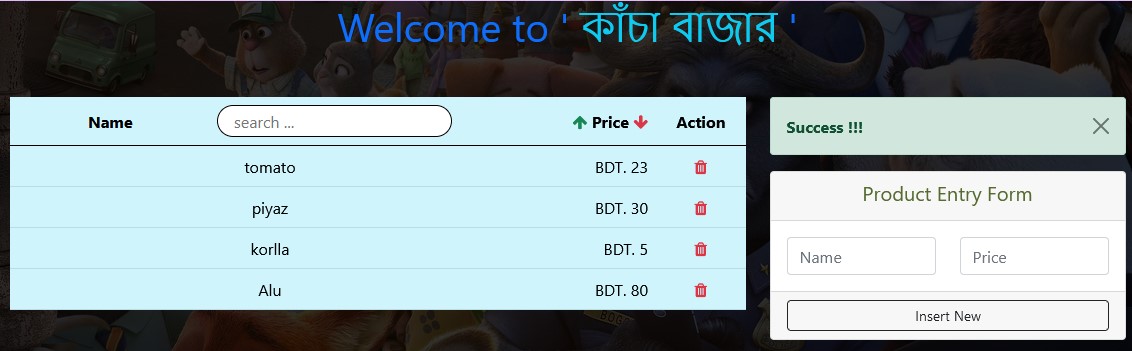 Welcome to ' কাঁচা বাজার '
Name search ... Price Action
tomato BDT. 23
piyaz BDT. 30
korlla BDT. 5
Alu BDT. 80
Success !!!
Product Entry Form
Name Price
Insert New